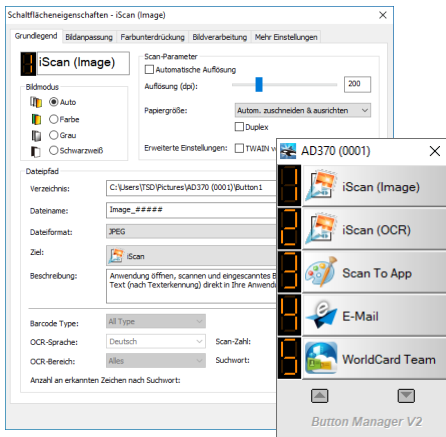 Schaltflächeneigenschaften - iScan (Image)
Grundlegend Bildanpassung Farbunterdrückung Bildverarbeitung Mehr Einstellungen
1 iScan (Image)
Bildmodus
Auto
Farbe
Grau
Schwarzweiß
Scan-Parameter
Automatische Auflösung
Auflösung (dpi): 200
Papiergröße: Autom. zuschneiden & ausrichten
Duplex
Erweiterte Einstellungen: TWAIN
Dateipfad
Verzeichnis: C:\Users\TSD\Pictures\AD370 (0001)\Button1
Dateiname: Image_#####
Dateiformat: JPEG
Ziel: iScan
Beschreibung: Anwendung öffnen, scannen und eingescanntes B
Text (nach Texterkennung) direkt in Ihre Anwend
Barcode Type: All Type
OCR-Sprache: Deutsch Scan-Zahl:
OCR-Bereich: Alles Suchwort:
Anzahl an erkannten Zeichen nach Suchwort:
AD370 (0001)
1 iScan (Image)
2 iScan (OCR)
3 Scan To App
4 E-Mail
5 WorldCard Team
Button Manager V2